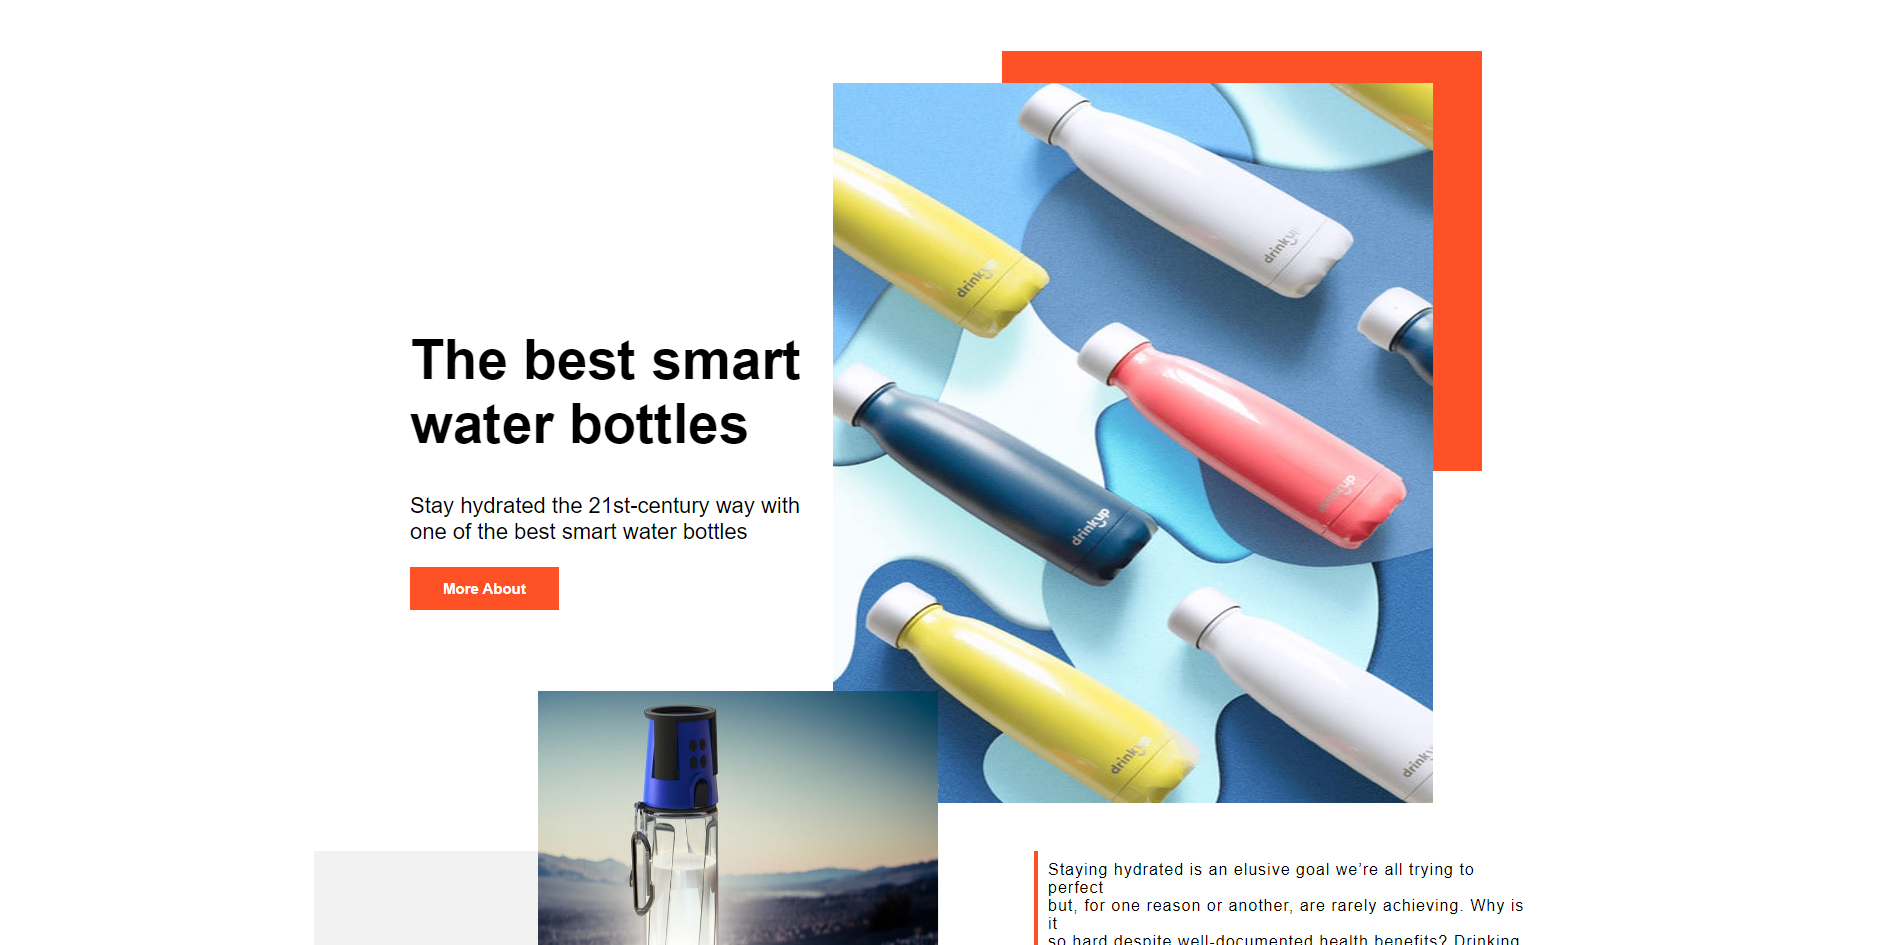 The best smart
water bottles
Stay hydrated the 21st-century way with
one of the best smart water bottles
More About
drinkup
drinkup
drinkup
drinkup
drinkup
drinku
Staying hydrated is an elusive goal we’re all trying to
perfect
but, for one reason or another, are rarely achieving. Why is
it
so hard despite well-documented health benefits? Drinking